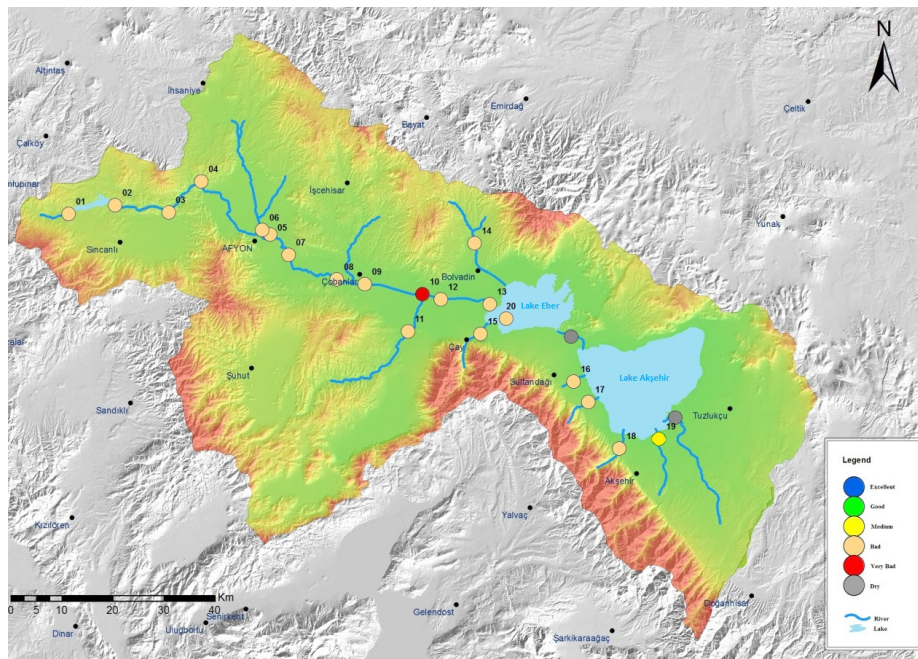 N
Altıntaş
İhsaniye
Emirdağ
Çeltik
Bayat
Çalköy
04
İşcehisar
01
02
03
Yunak
06
05
14
Sincanlı
AFYON
07
Bolvadin
08
09
Çobanlar
10
12
13
Lake Eber
20
11
15
Çay
Lake Akşehir
Şuhut
Sultandağı
16
17
Sandıklı
Tuzlukçu
19
18
Akşehir
Legend
Excellent
Good
Medium
Bad
Very Bad
Dry
River
Lake
Yalvaç
Kızılören
Km
0 5 10 20 30 40
Senirkent
Gelendost
Doğanhisar
Dinar
Uluborlu
Şarkikaraağaç